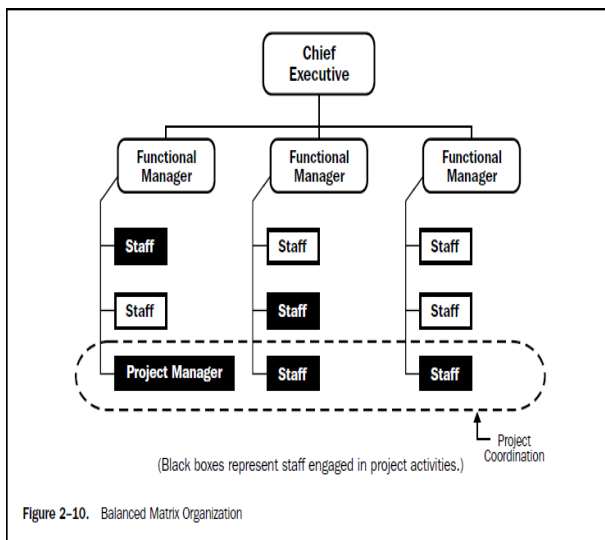 Chief
Executive
Functional
Manager
Functional
Manager
Functional
Manager
Staff
Staff
Staff
Staff
Staff
Staff
Project Manager
Staff
Staff
Project
Coordination
(Black boxes represent staff engaged in project activities.)
Figure 2–10. Balanced Matrix Organization